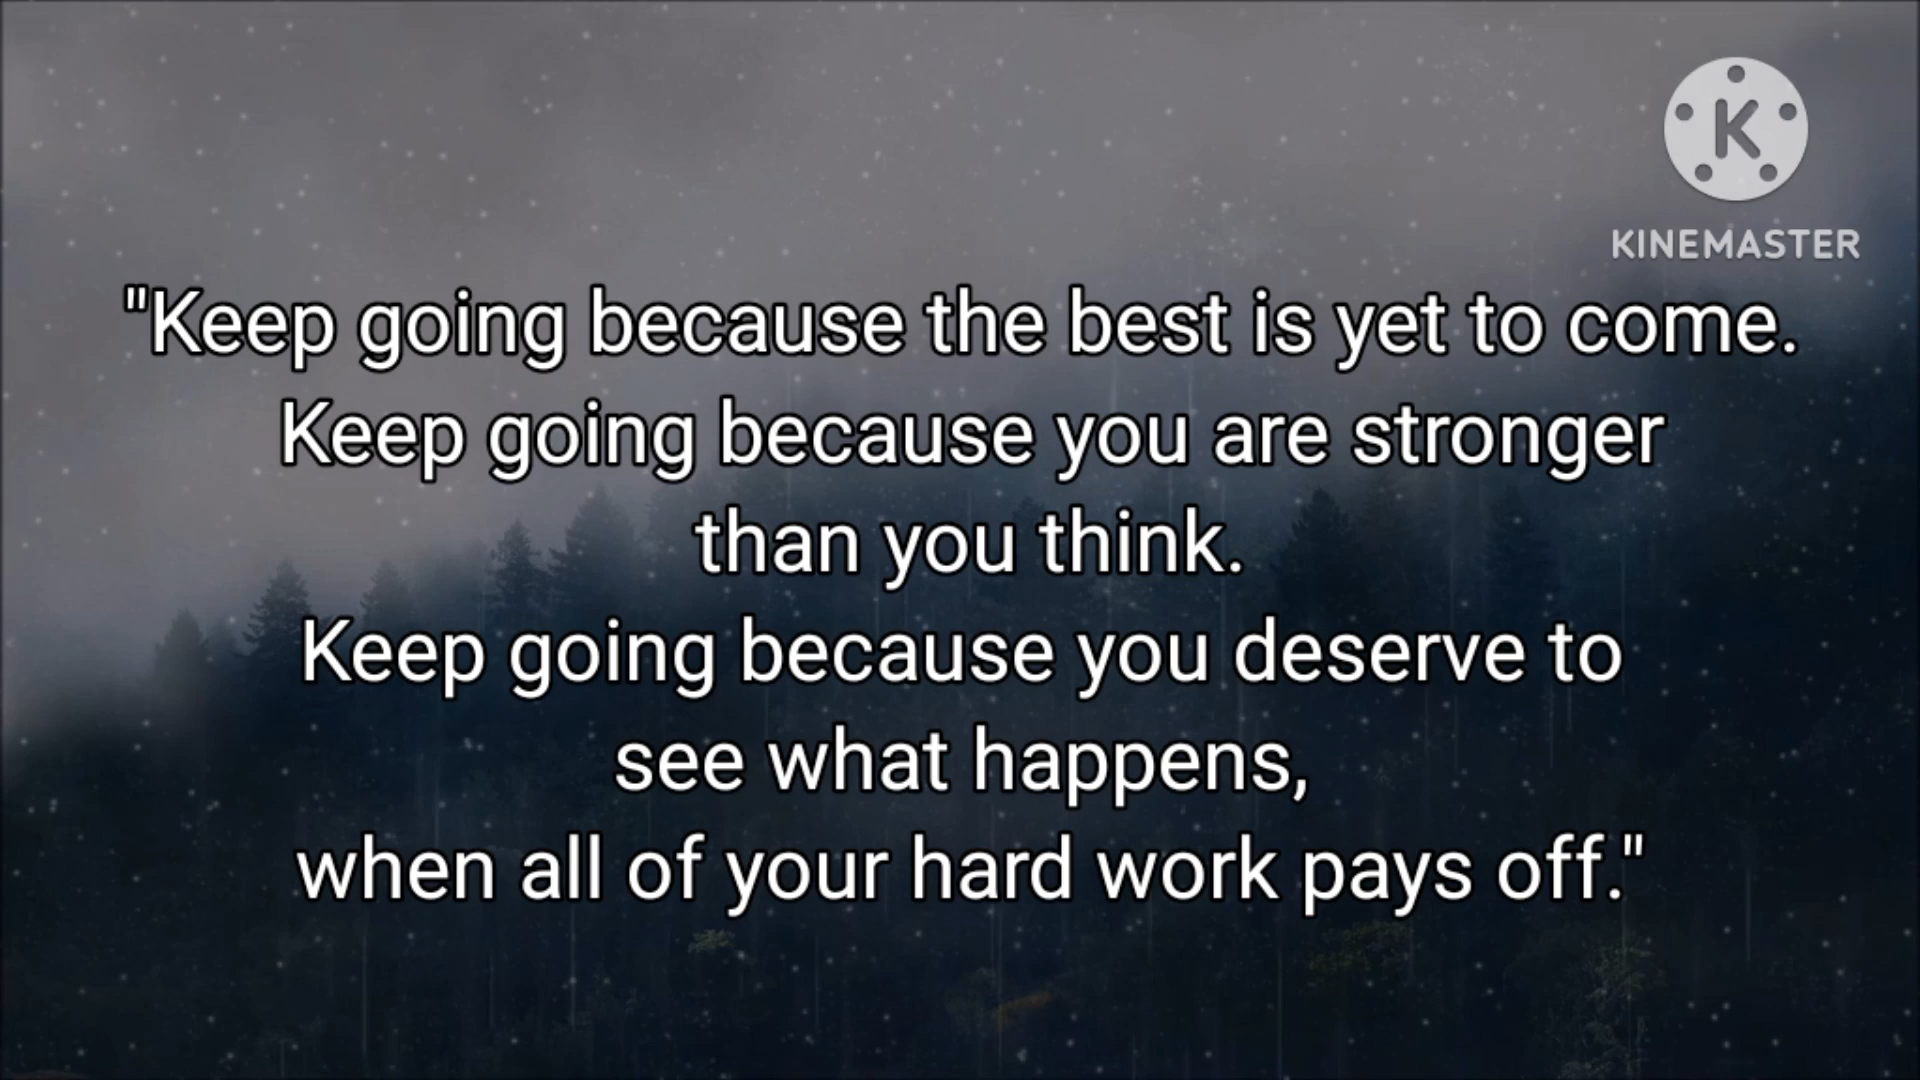 K
KINEMASTER
"Keep going because the best is yet to come.
Keep going because you are stronger
than you think.
Keep going because you deserve to
see what happens,
when all of your hard work pays off."